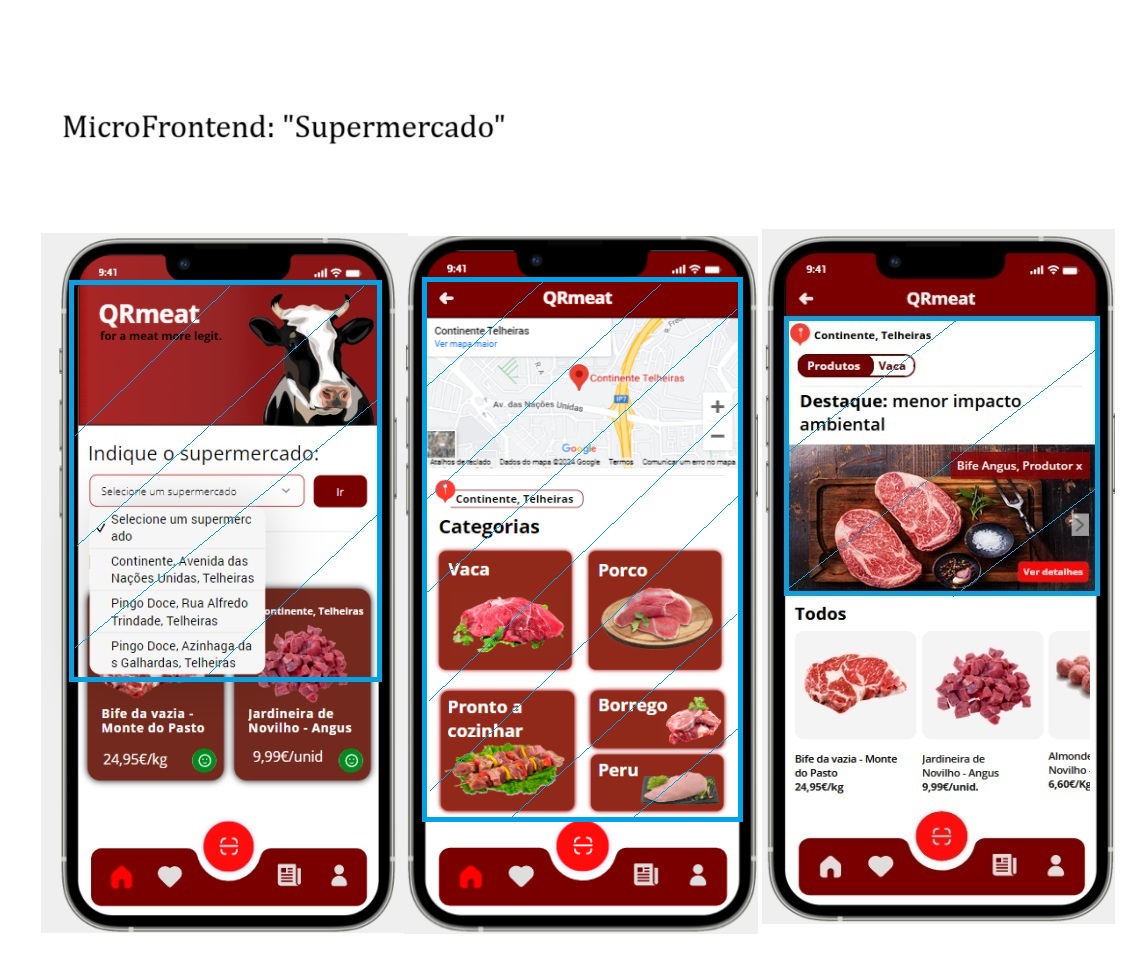 MicroFrontend: "Supermercado"
9:41
QRmeat
for a meat more legit.
Indique o supermercado:
Selecione um supermercado
Ir
Selecione um supermerc
ado
Continente, Avenida das
Nações Unidas, Telheiras
Pingo Doce, Rua Alfredo
Trindade, Telheiras
Pingo Doce, Azinhaga da
s Galhardas, Telheiras
ontinente, Telheiras
Bife da vazia -
Monte do Pasto
24,95€/kg
Jardineira de
Novilho - Angus
9,99€/unid
9:41
QRmeat
Continente Telheiras
Ver mapa maior
a. Fre
R. A
Continente Telheiras
IP7
Av. das Nações Unidas
Google
Atalhos de teclado
Dados do mapa ©2024 Google
Termos
Comunicar um erro no mapa
Continente, Telheiras
Categorias
Vaca
Porco
Pronto a
cozinhar
Borrego
Peru
9:41
QRmeat
Continente, Telheiras
Produtos
Vaca
Destaque: menor impacto
ambiental
Bife Angus, Produtor x
Ver detalhes
Todos
Bife da vazia - Monte
do Pasto
24,95€/kg
Jardineira de
Novilho - Angus
9,99€/unid.
Almonde
Novilho -
6,60€/Kg